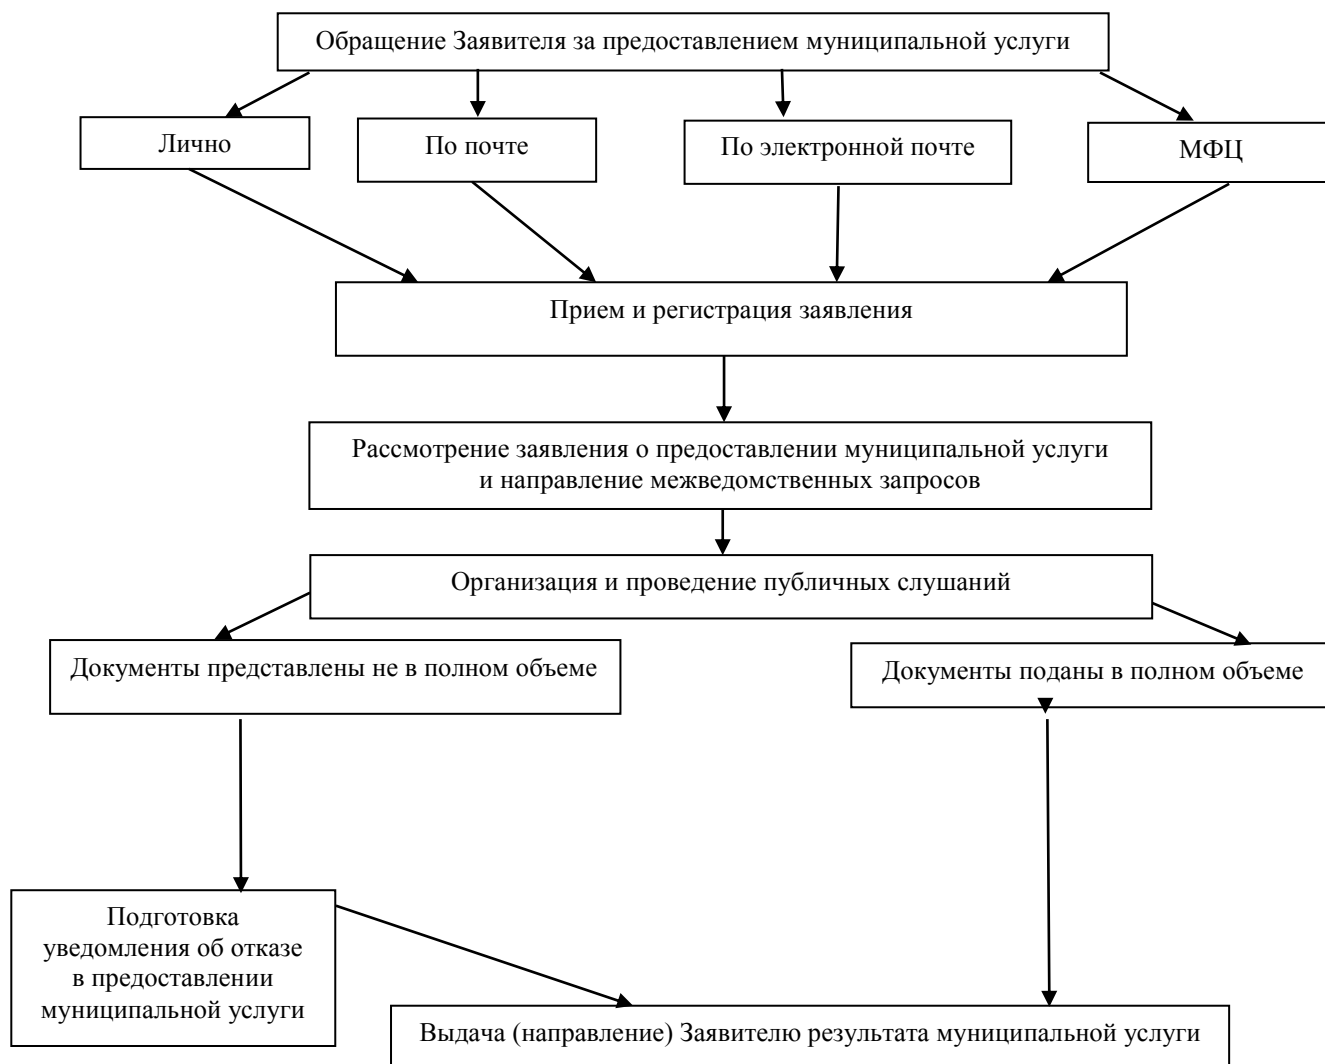 Обращение Заявителя за предоставлением муниципальной услуги
Лично
По почте
По электронной почте
МФЦ
Прием и регистрация заявления
Рассмотрение заявления о предоставлении муниципальной услуги
и направление межведомственных запросов
Организация и проведение публичных слушаний
Документы представлены не в полном объеме
Документы поданы в полном объеме
Подготовка
уведомления об отказе
в предоставлении
муниципальной услуги
Выдача (направление) Заявителю результата муниципальной услуги